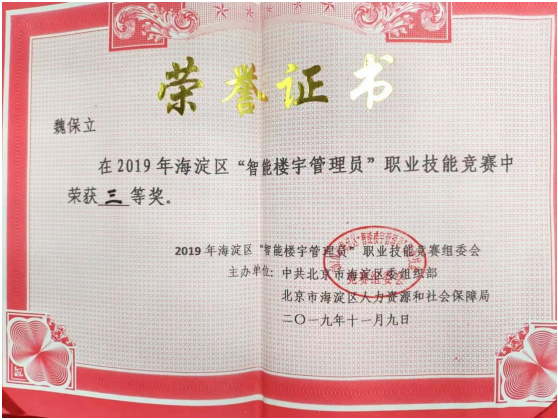 荣誉证书
魏保立
在2019年海淀区“智能楼宇管理员”职业技能竞赛中
荣获三等奖。
2019年海淀区“智能楼宇管理员”职业技能竞赛组委会
主办单位：中共北京市海淀区委组织部
北京市海淀区人力资源和社会保障局
二〇一九年十一月九日
竞赛组委会